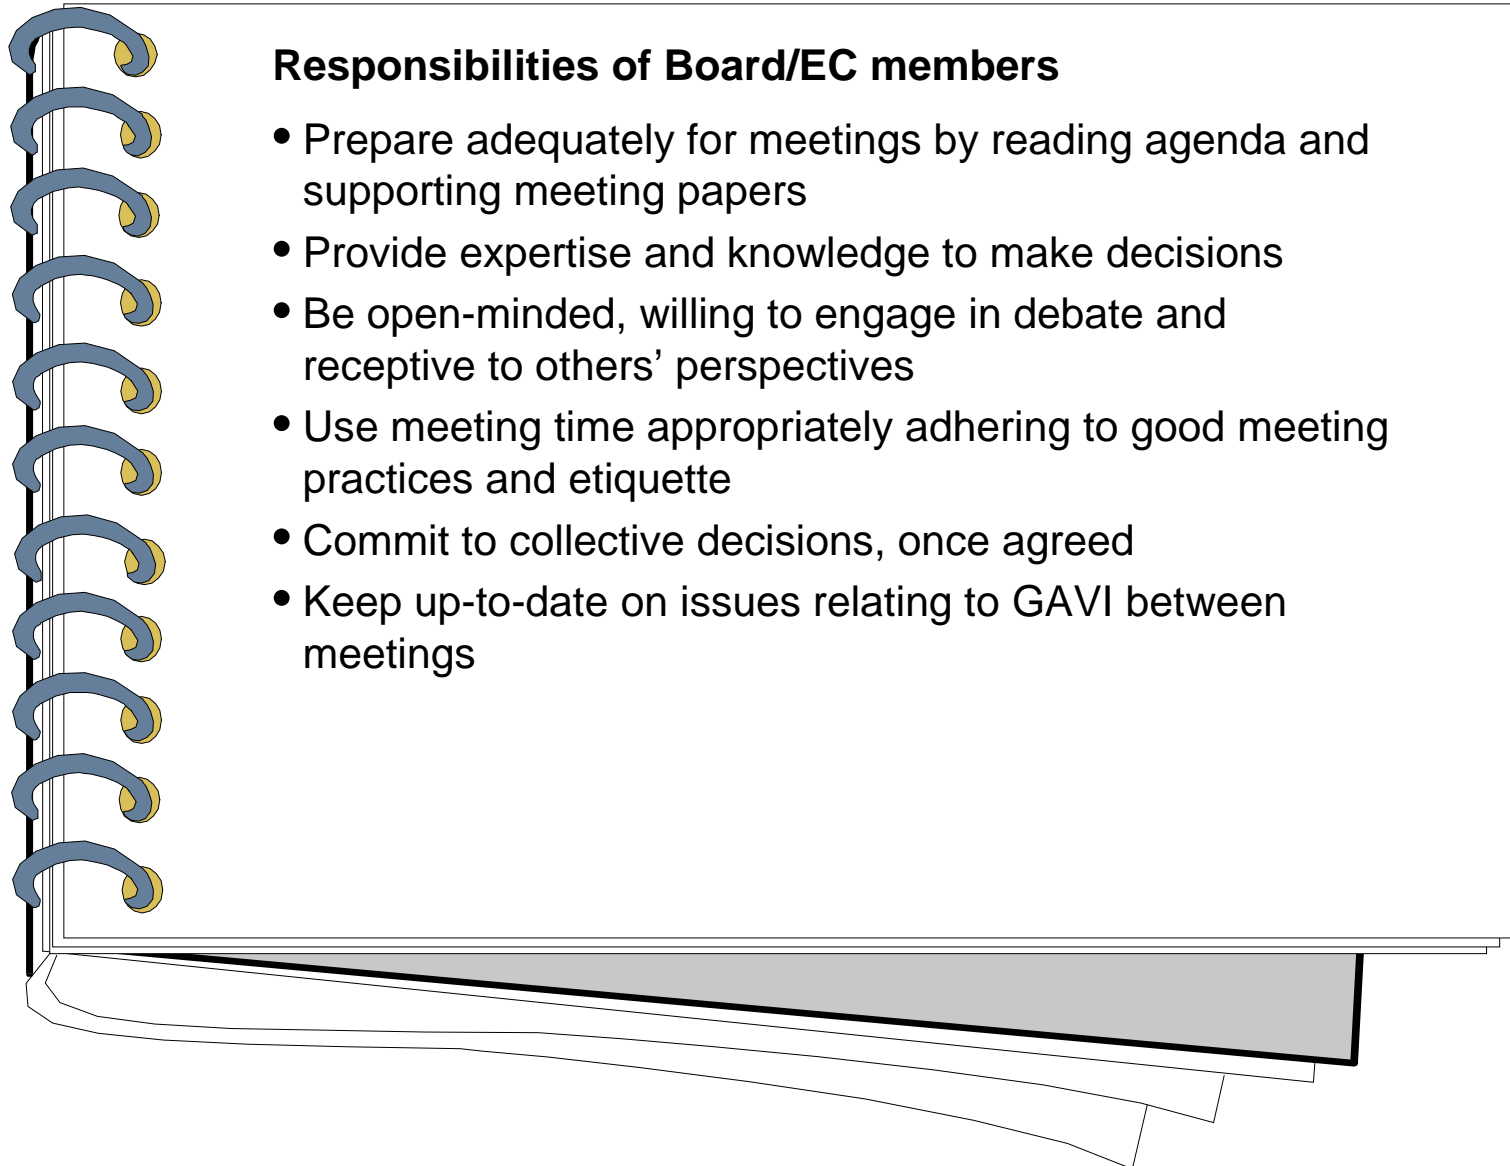 Responsibilities of Board/EC members
• Prepare adequately for meetings by reading agenda and
supporting meeting papers
• Provide expertise and knowledge to make decisions
• Be open-minded, willing to engage in debate and
receptive to others’ perspectives
• Use meeting time appropriately adhering to good meeting
practices and etiquette
• Commit to collective decisions, once agreed
• Keep up-to-date on issues relating to GAVI between
meetings